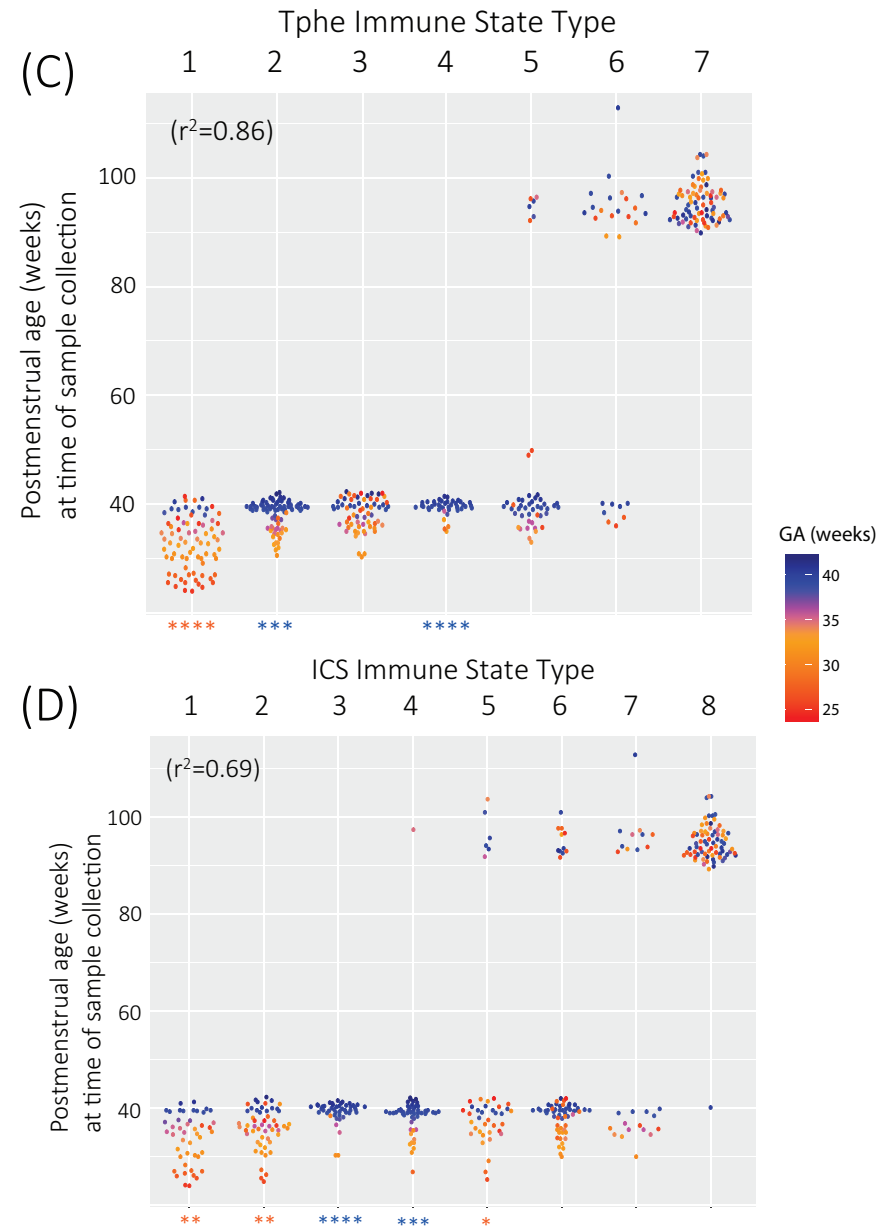 Tphe Immune State Type
(C)
1 2 3 4 5 6 7
(r²=0.86)
Postmenstrual age (weeks)
at time of sample collection
100
80
60
40
**** *** ****
GA (weeks)
40
35
30
25
ICS Immune State Type
(D)
1 2 3 4 5 6 7 8
(r²=0.69)
Postmenstrual age (weeks)
at time of sample collection
100
80
60
40
** ** **** *** *